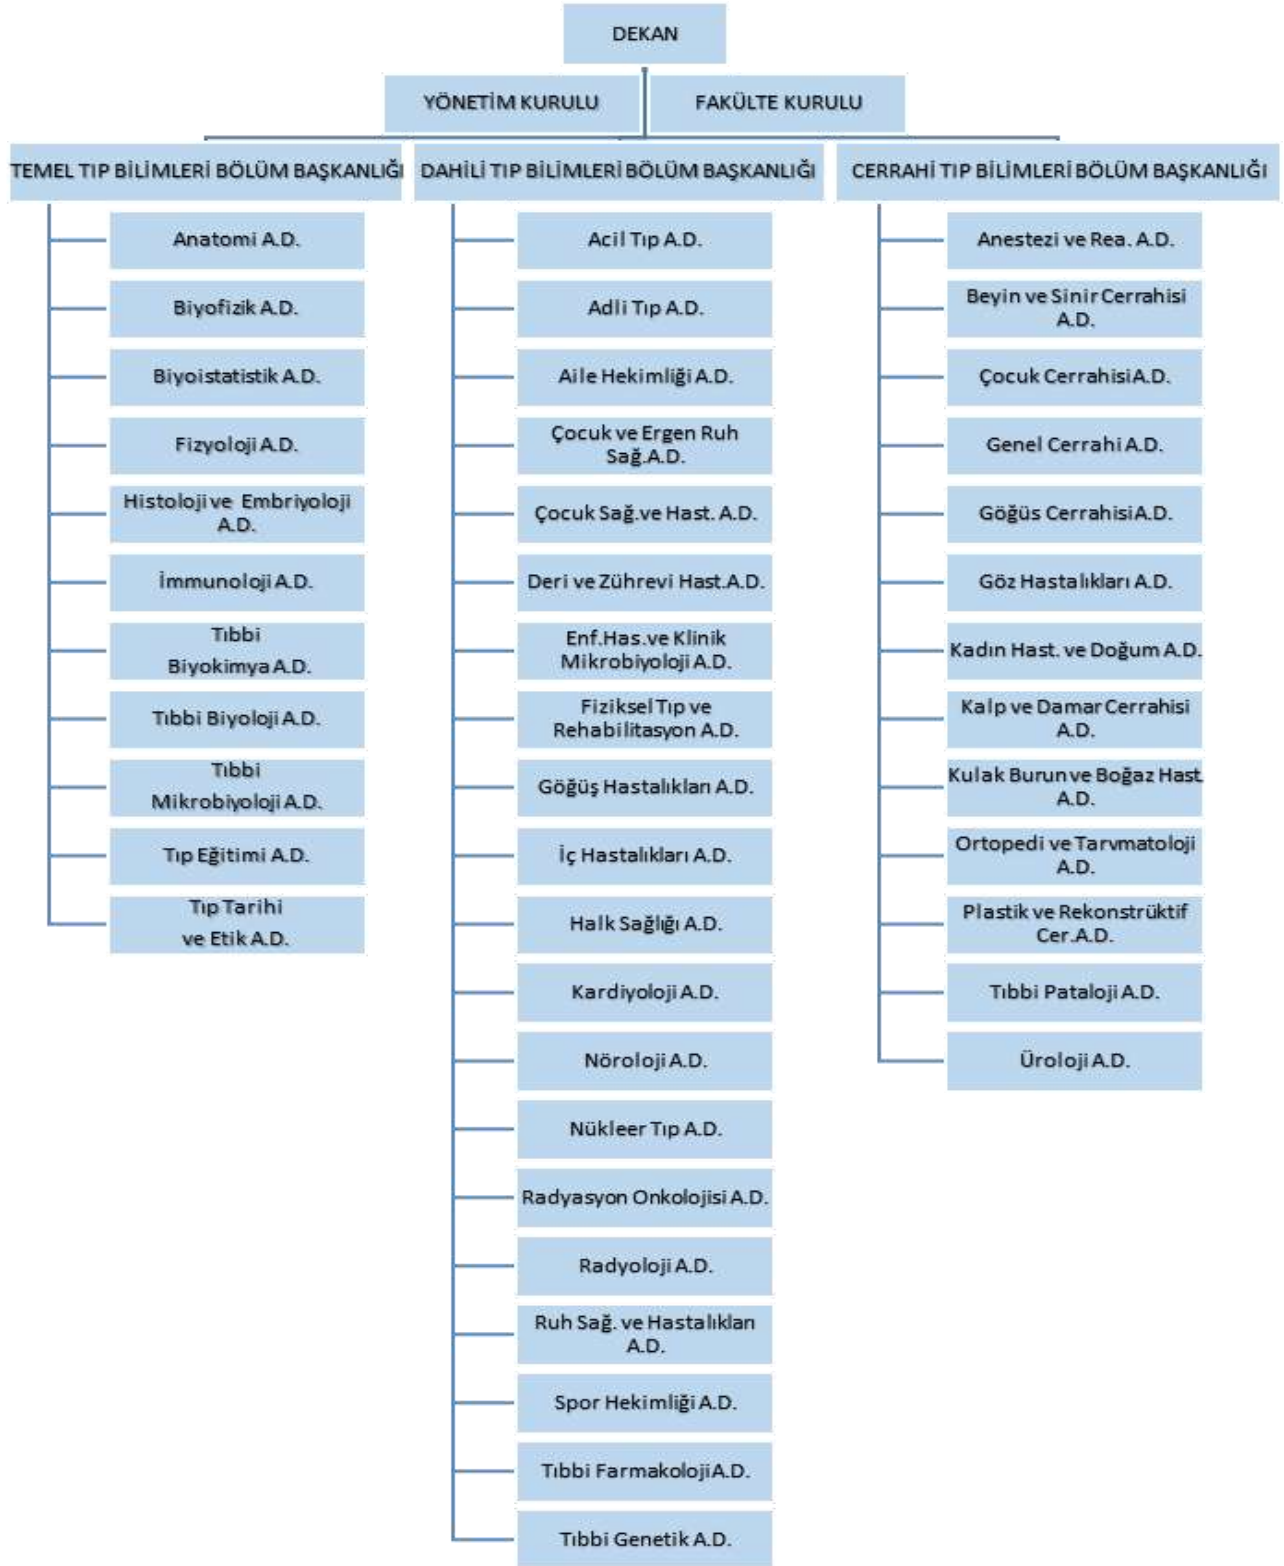 DEKAN
YÖNETİM KURULU
FAKÜLTE KURULU
TEMEL TIP BİLİMLERİ BÖLÜM BAŞKANLIĞI
Anatomi A.D.
Biyofizik A.D.
Biyoistatistik A.D.
Fizyoloji A.D.
Histoloji ve Embriyoloji
A.D.
İmmunoloji A.D.
Tıbbi
Biyokimya A.D.
Tıbbi Biyoloji A.D.
Tıbbi
Mikrobiyoloji A.D.
Tıp Eğitimi A.D.
Tıp Tarihi
ve Etik A.D.
DAHİLİ TIP BİLİMLERİ BÖLÜM BAŞKANLIĞI
Acil Tıp A.D.
Adli Tıp A.D.
Aile Hekimliği A.D.
Çocuk ve Ergen Ruh
Sağ.A.D.
Çocuk Sağ.ve Hast. A.D.
Deri ve Zührevi Hast.A.D.
Enf.Has.ve Klinik
Mikrobiyoloji A.D.
Fiziksel Tıp ve
Rehabilitasyon A.D.
Göğüş Hastalıkları A.D.
İç Hastalıkları A.D.
Halk Sağlığı A.D.
Kardiyoloji A.D.
Nöroloji A.D.
Nükleer Tıp A.D.
Radyasyon Onkolojisi A.D.
Radyoloji A.D.
Ruh Sağ. ve Hastalıkları
A.D.
Spor Hekimliği A.D.
Tıbbi Farmakoloji A.D.
Tıbbi Genetik A.D.
CERRAHİ TIP BİLİMLERİ BÖLÜM BAŞKANLIĞI
Anestezi ve Rea. A.D.
Beyin ve Sinir Cerrahisi
A.D.
Çocuk Cerrahisi A.D.
Genel Cerrahi A.D.
Göğüs Cerrahisi A.D.
Göz Hastalıkları A.D.
Kadın Hast. ve Doğum A.D.
Kalp ve Damar Cerrahisi
A.D.
Kulak Burun ve Boğaz Hast.
A.D.
Ortopedi ve Tarvmatoloji
A.D.
Plastik ve Rekonstrüktif
Cer.A.D.
Tıbbi Pataloji A.D.
Üroloji A.D.